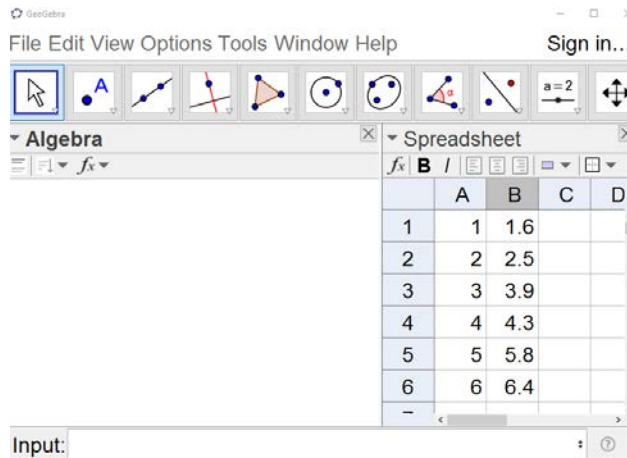 GeoGebra
File Edit View Options Tools Window Help Sign in...
A α a = 2
Algebra Spreadsheet
fx fx B I
A B C D
1 1 1.6
2 2 2.5
3 3 3.9
4 4 4.3
5 5 5.8
6 6 6.4
Input: